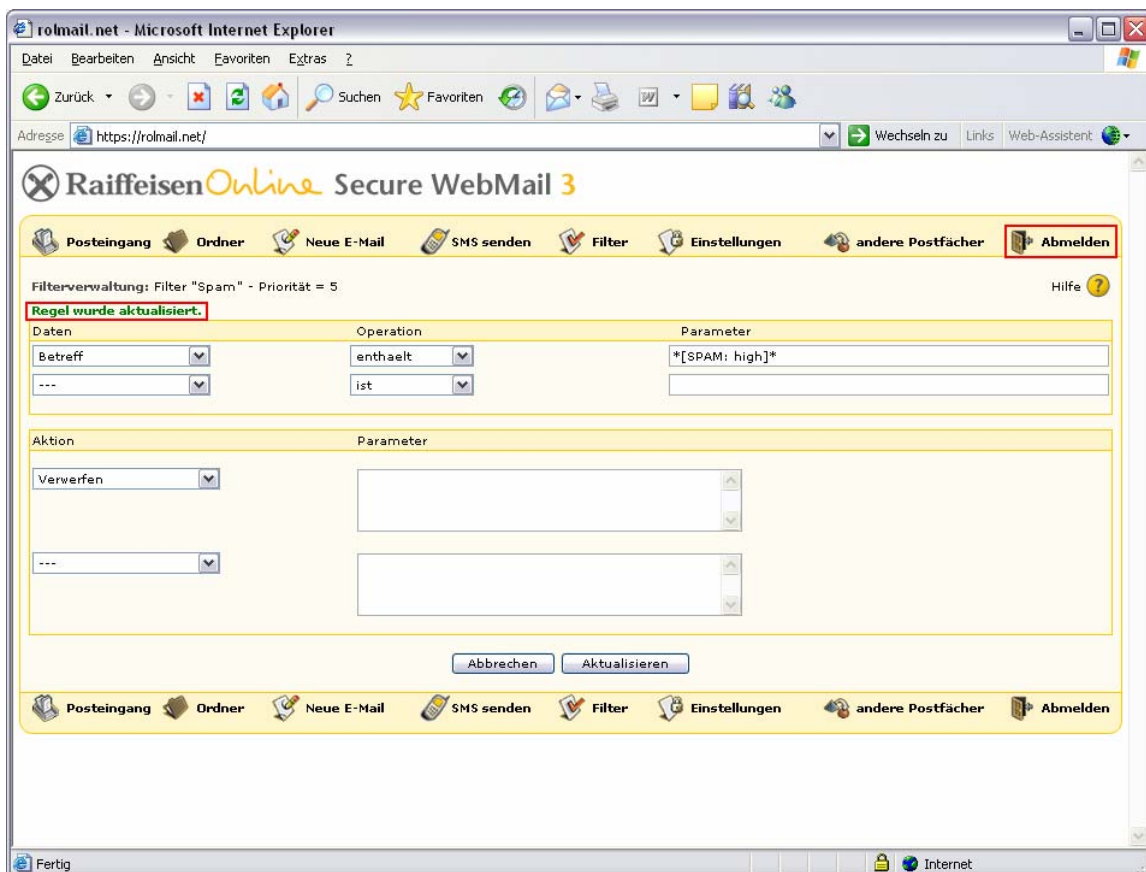 rolmail.net - Microsoft Internet Explorer
Datei Bearbeiten Ansicht Favoriten Extras ?
Zurück Suchen Favoriten
Adresse https://rolmail.net/ Wechseln zu Links Web-Assistent
Raiffeisen OnLine Secure WebMail 3
Posteingang Ordner Neue E-Mail SMS senden Filter Einstellungen andere Postfächer Abmelden
Filterverwaltung: Filter "Spam" - Priorität = 5 Hilfe ?
Regel wurde aktualisiert.
Daten Operation Parameter
Betreff enthaelt *[SPAM: high]*
--- ist
Aktion Parameter
Verwerfen
---
Abbrechen Aktualisieren
Posteingang Ordner Neue E-Mail SMS senden Filter Einstellungen andere Postfächer Abmelden
Fertig Internet